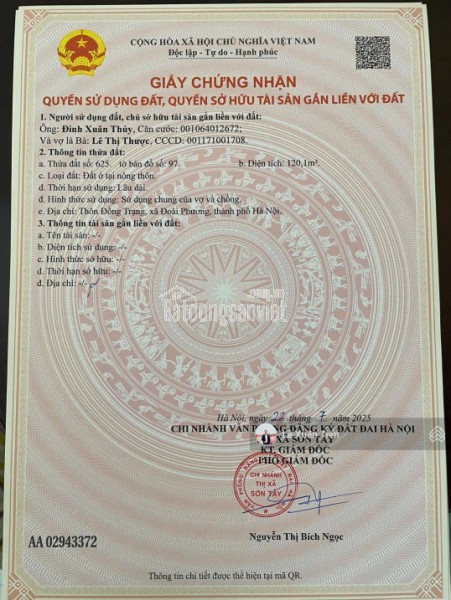 CỘNG HÒA XÃ HỘI CHỦ NGHĨA VIỆT NAM
Độc lập - Tự do - Hạnh phúc
GIẤY CHỨNG NHẬN
QUYỀN SỬ DỤNG ĐẤT, QUYỀN SỞ HỮU TÀI SẢN GẮN LIỀN VỚI ĐẤT
1. Người sử dụng đất, chủ sở hữu tài sản gắn liền với đất:
Ông: Đinh Xuân Thủy, Căn cước: 001064012672;
Và vợ là Bà: Lê Thị Thược, CCCD: 001171001708.
2. Thông tin thửa đất:
a. Thửa đất số: 625 tờ bản đồ số: 97. b. Diện tích: 120,1m².
c. Loại đất: Đất ở tại nông thôn.
d. Thời hạn sử dụng: Lâu dài.
đ. Hình thức sử dụng: Sử dụng chung của vợ và chồng.
e. Địa chỉ: Thôn Đồng Trạng, xã Đoài Phương, thành phố Hà Nội.
3. Thông tin tài sản gắn liền với đất:
a. Tên tài sản: -/-
b. Diện tích sử dụng: -/-
c. Hình thức sở hữu: -/-
d. Thời hạn sở hữu: -/-
đ. Địa chỉ: -/-
batdongsanviet
Hà Nội, ngày 22 tháng 7 năm 2025
CHI NHÁNH VĂN ĐĂNG KÝ ĐẤT ĐAI HÀ NỘI
XÃ SƠN TÂY
KT. GIÁM ĐỐC
PHÓ GIÁM ĐỐC
CHI NHÁNH
THỊ XÃ
SƠN TÂY
Nguyễn Thị Bích Ngọc
AA 02943372
Thông tin chi tiết được thể hiện tại mã QR.